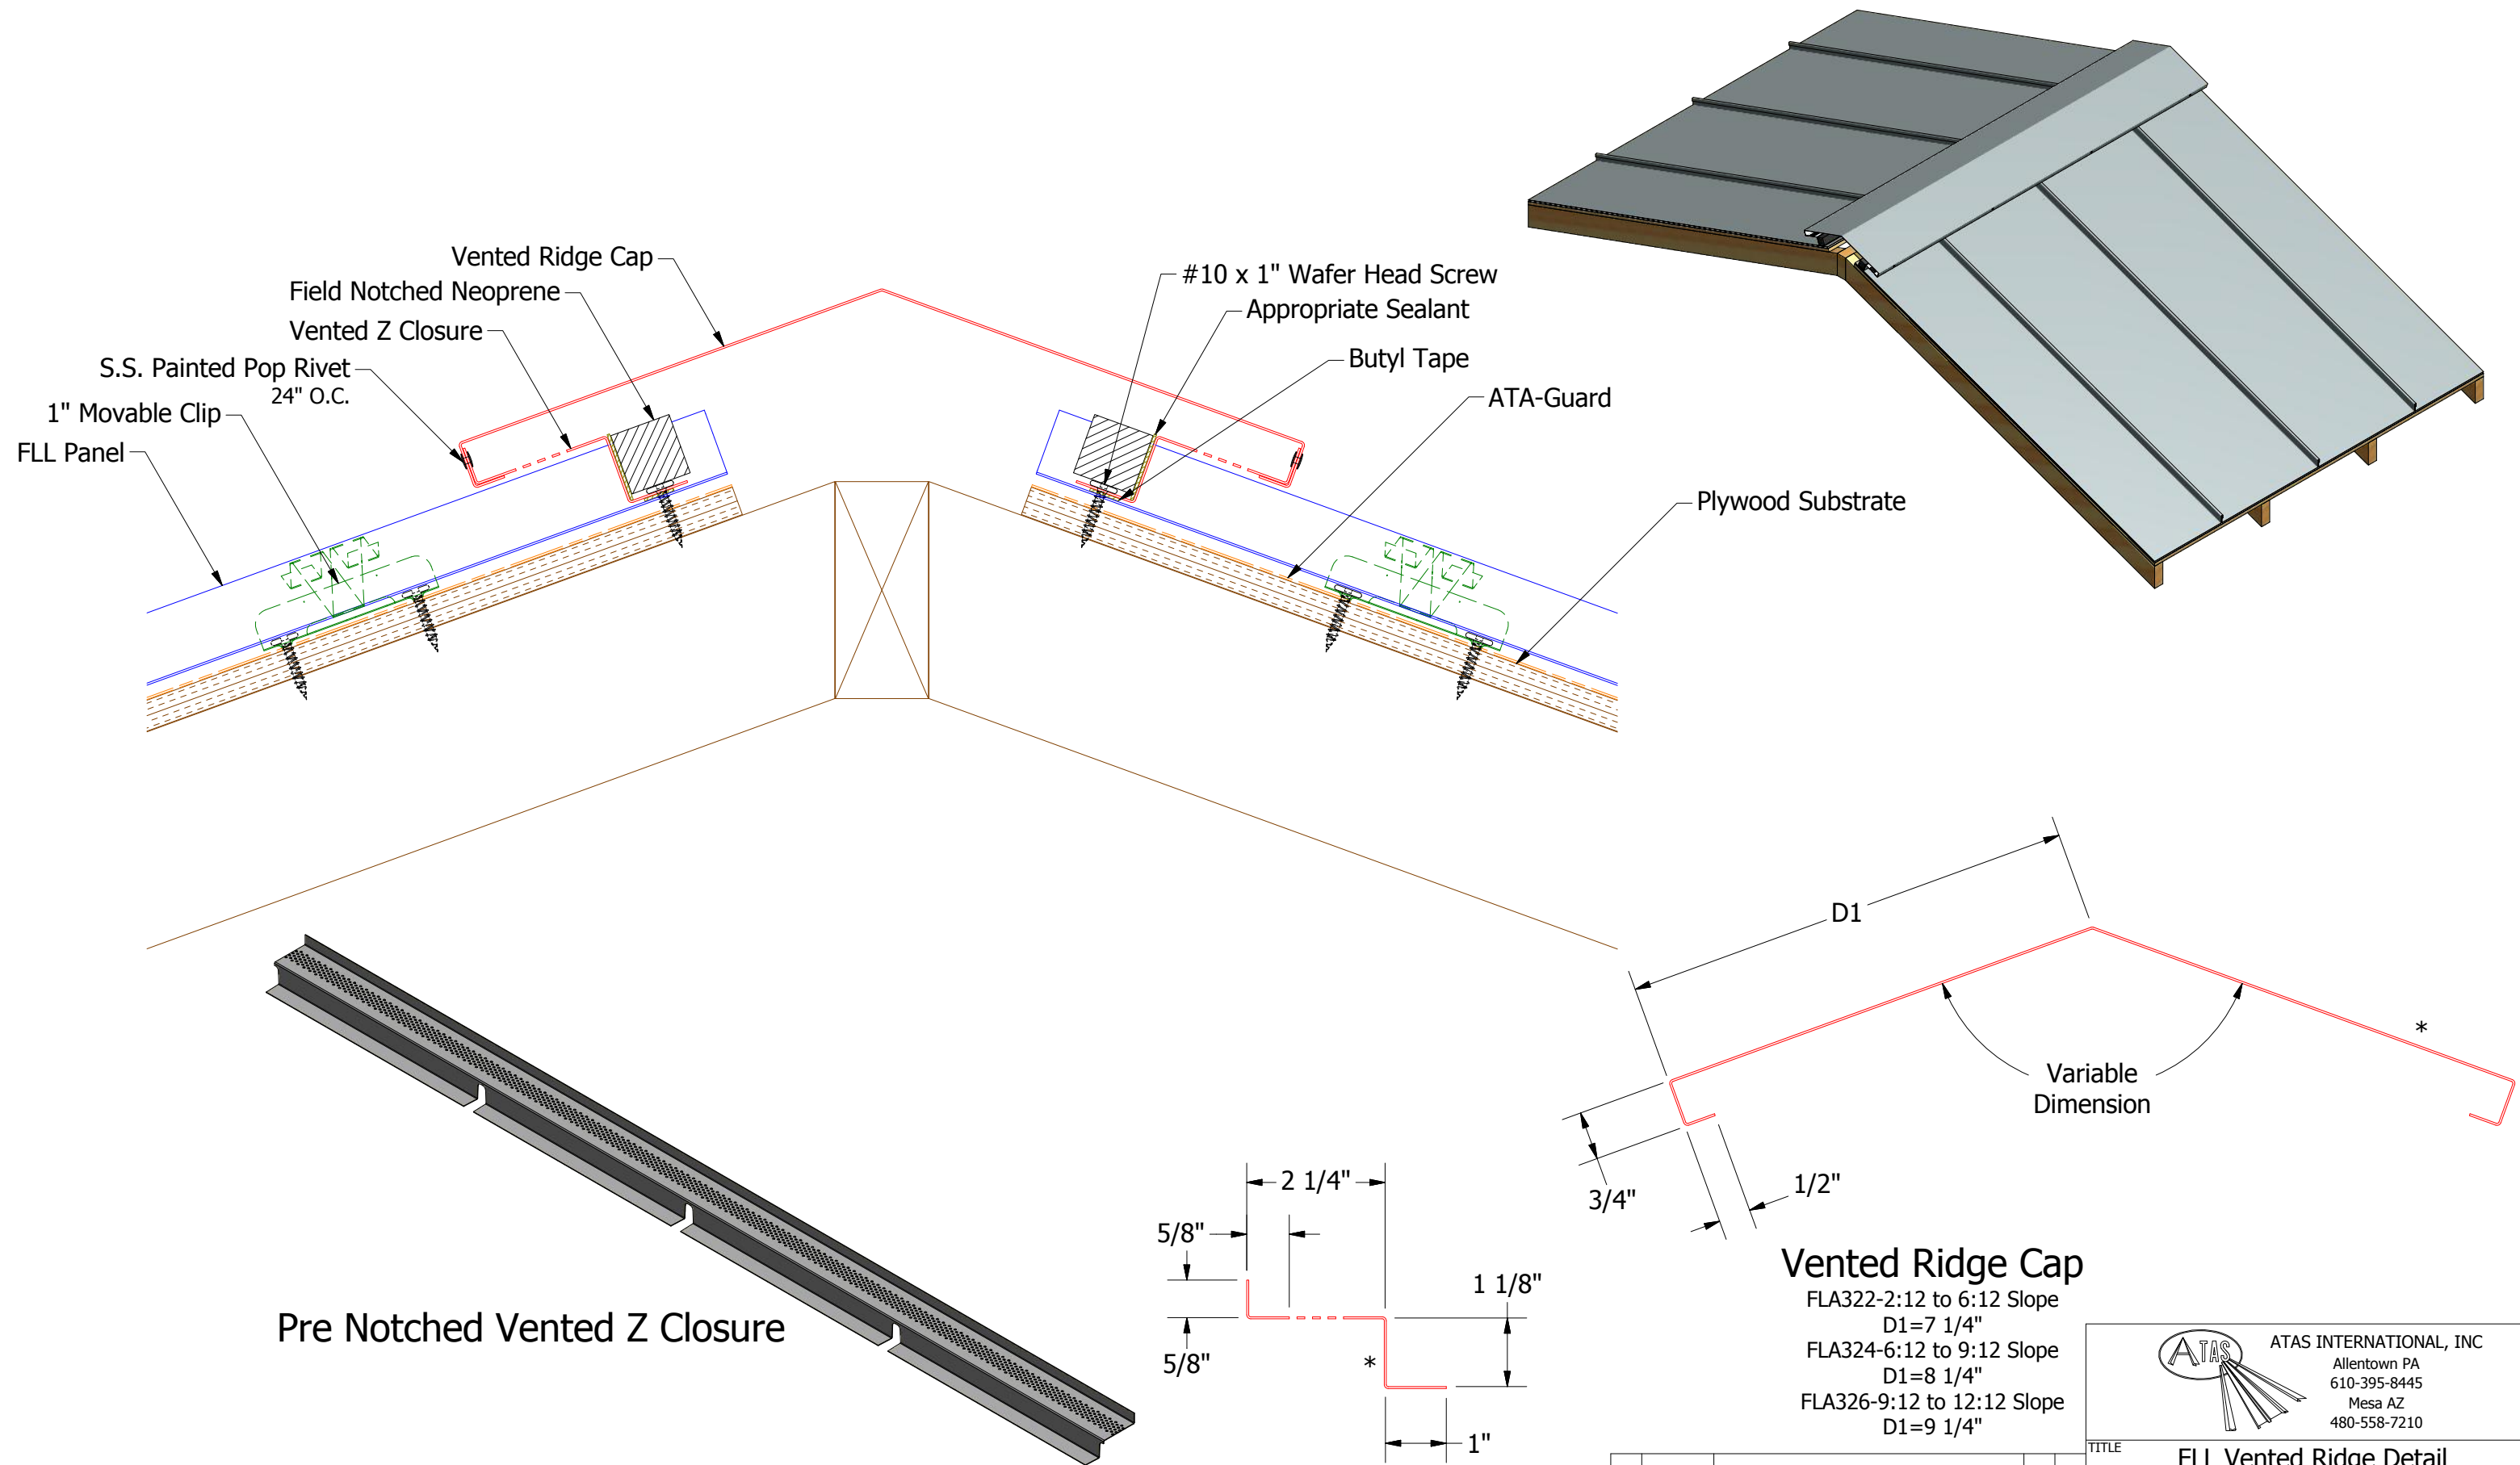 Vented Ridge Cap
Field Notched Neoprene
Vented Z Closure
S.S. Painted Pop Rivet
24" O.C.
1" Movable Clip
FLL Panel
#10 x 1" Wafer Head Screw
Appropriate Sealant
Butyl Tape
ATA-Guard
Plywood Substrate
D1
*
Variable
Dimension
3/4"
1/2"
Pre Notched Vented Z Closure
2 1/4"
5/8"
5/8"
1 1/8"
*
1"
Vented Ridge Cap
FLA322-2:12 to 6:12 Slope
D1=7 1/4"
FLA324-6:12 to 9:12 Slope
D1=8 1/4"
FLA326-9:12 to 12:12 Slope
D1=9 1/4"
ATAS
ATAS INTERNATIONAL, INC
Allentown PA
610-395-8445
Mesa AZ
480-558-7210
TITLE
FLL Vented Ridge Detail